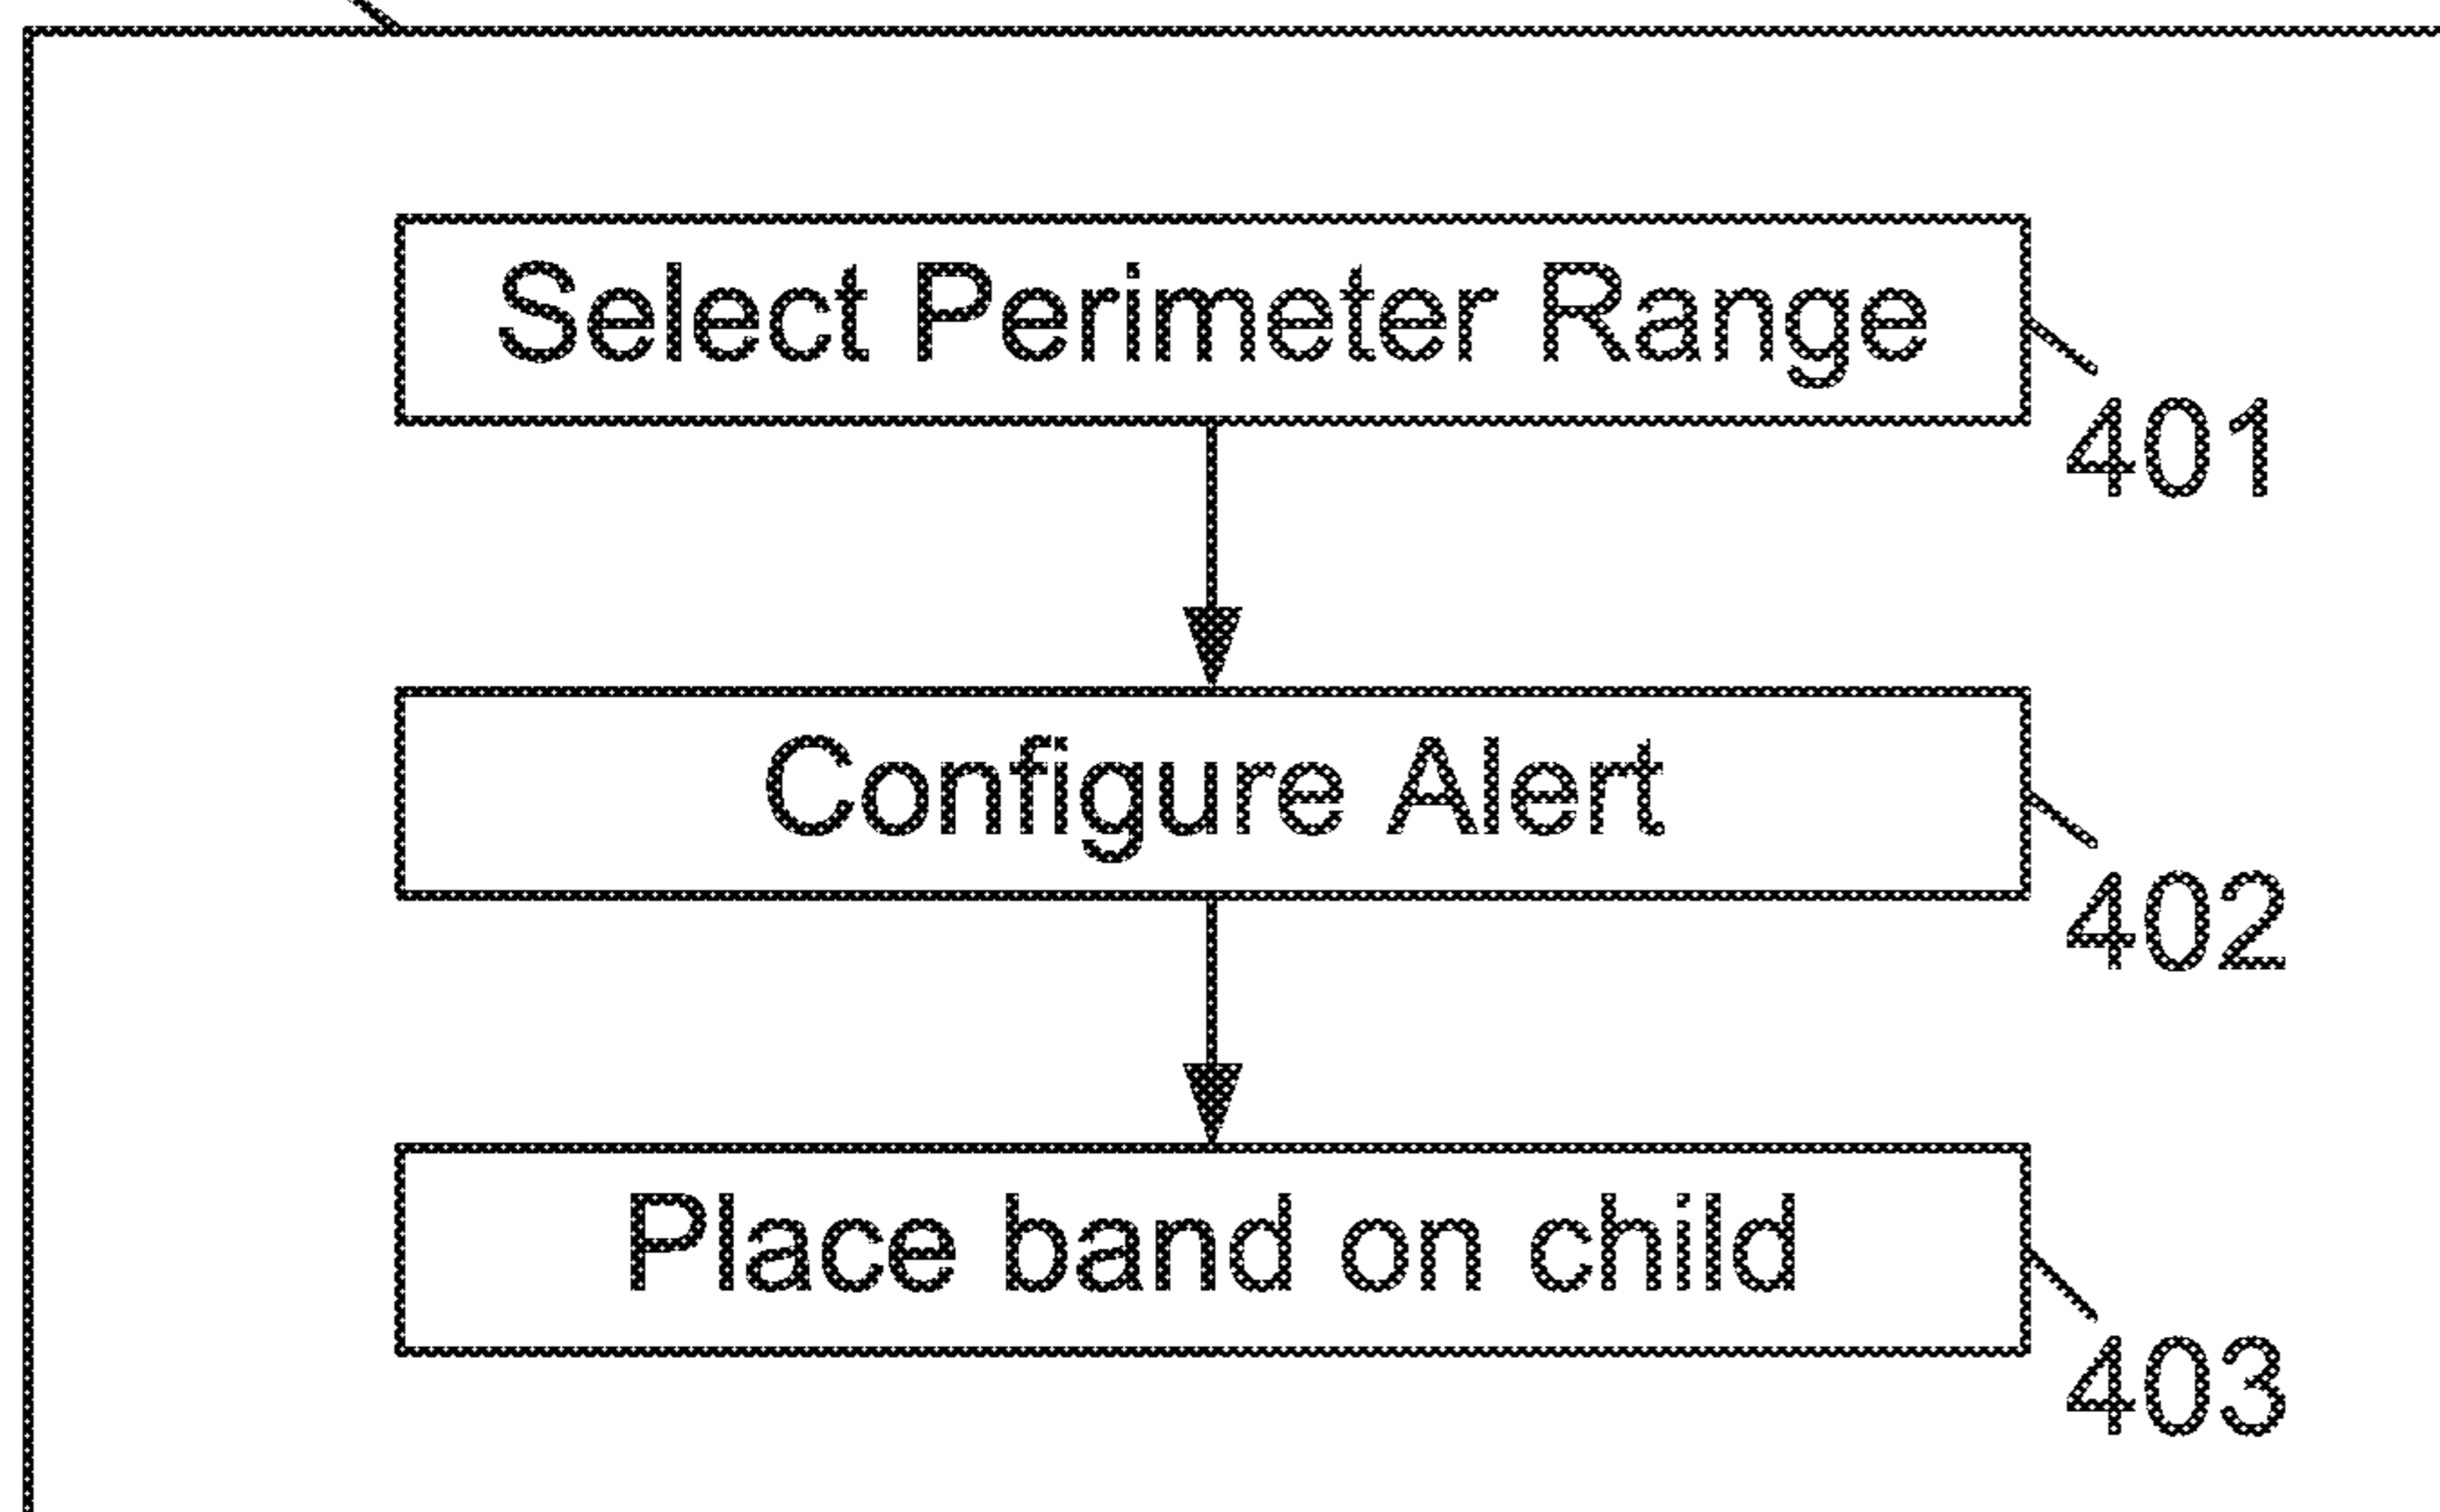 Select Perimeter Range
401
Configure Alert
402
Place band on child
403